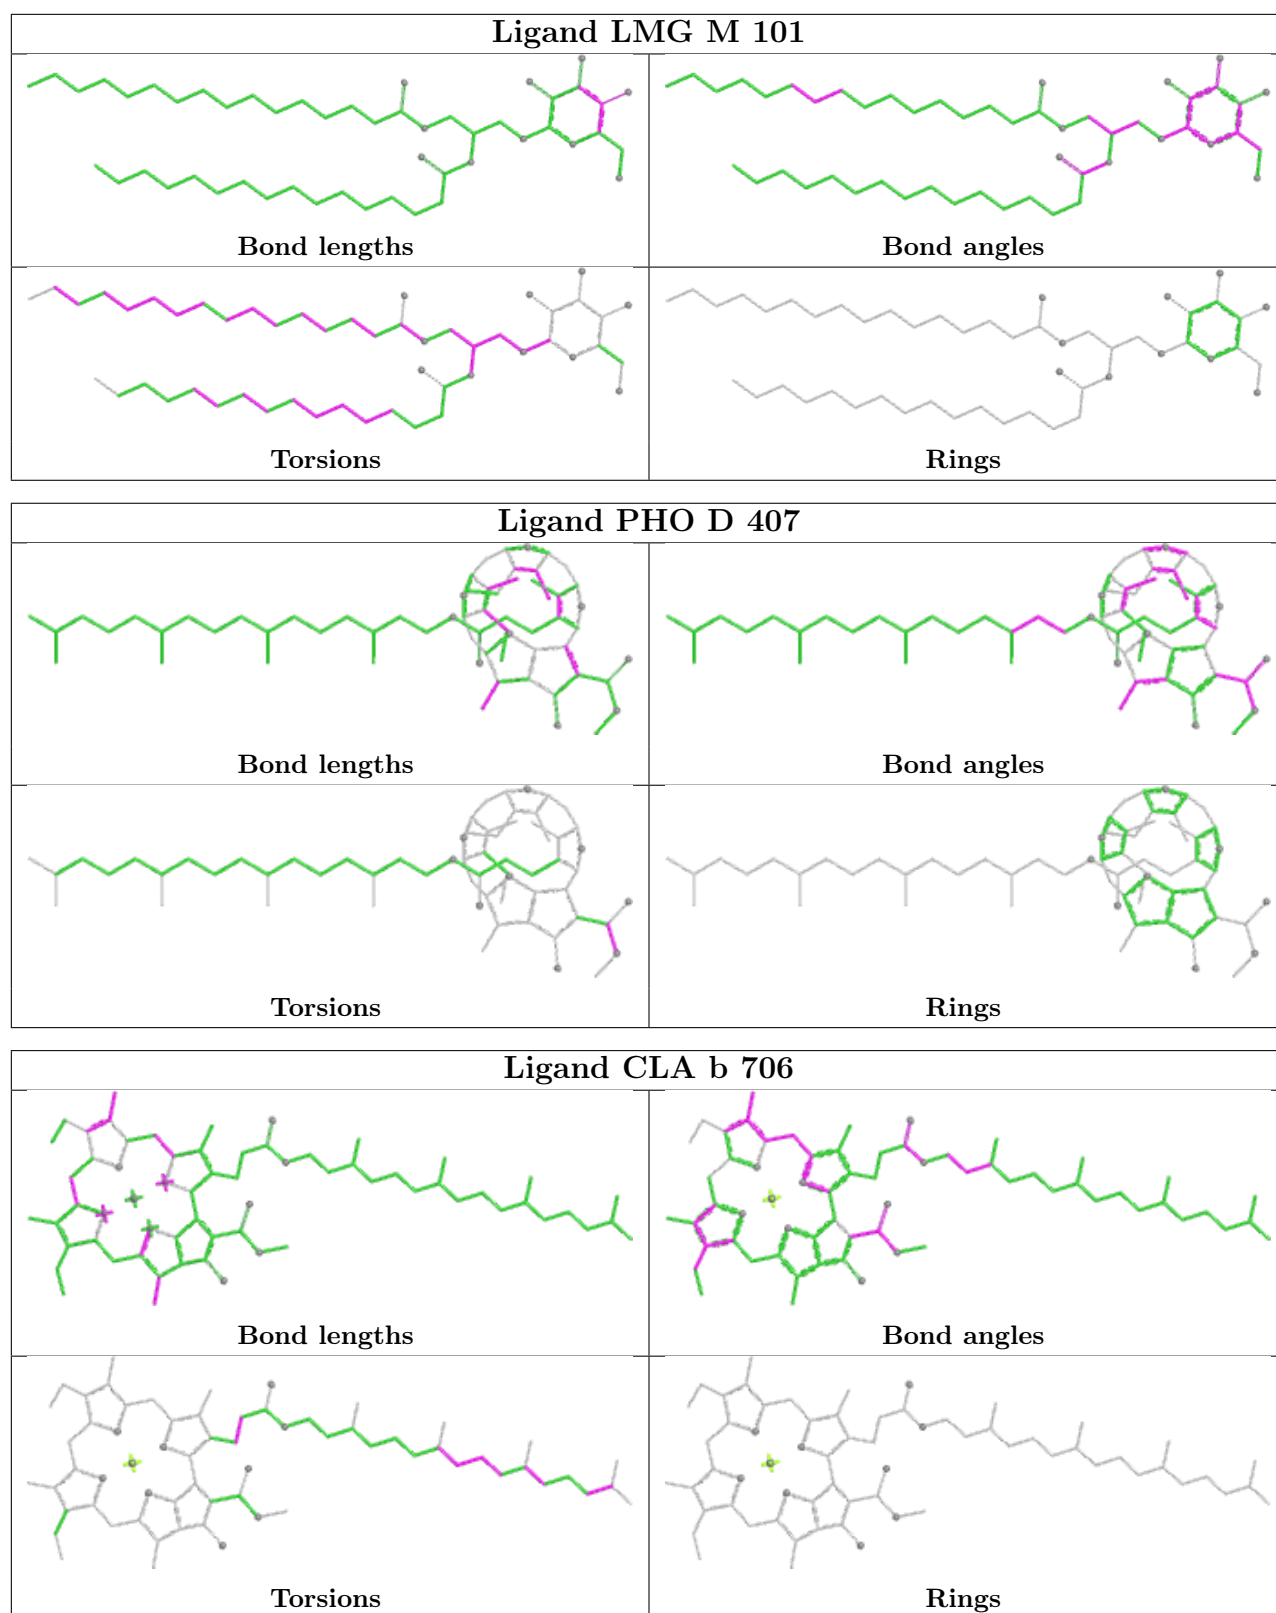 Ligand LMG M 101
Bond lengths
Bond angles
Torsions
Rings
Ligand PHO D 407
Bond lengths
Bond angles
Torsions
Rings
Ligand CLA b 706
Bond lengths
Bond angles
Torsions
Rings